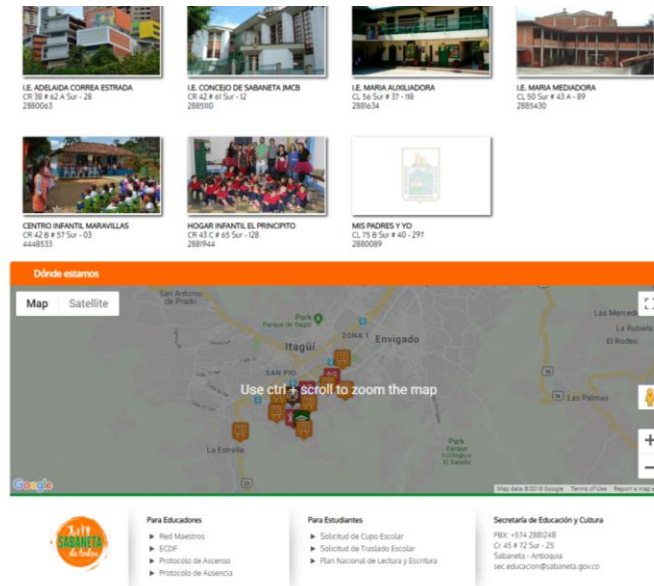 I.E. ADELAIDA CORREA ESTRADA
CR 38 # 62 A Sur - 28
2880063
I.E. CONCEJO DE SABANETA JMCB
CR 42 # 61 Sur - 12
2885110
I.E. MARIA AUXILIADORA
CL 56 Sur # 37 - 118
2881634
I.E. MARIA MEDIADORA
CL 50 Sur # 43 A - 89
2885430
CENTRO INFANTIL MARAVILLAS
CR 42 B # 57 Sur - 03
4448533
HOGAR INFANTIL EL PRINCIPITO
CR 43 C # 65 Sur - 128
2881944
MIS PADRES Y YO
CL 75 B Sur # 40 - 297
2880089
Dónde estamos
Map Satellite
San Antonio
de Prado
Park
Parque de Itagüí
ZONA 1
Envigado
Itagüí
Las Merced
La Rubiela
El Rodeo
SAN PIO
Use ctrl + scroll to zoom the map
Las Palmas
La Estrella
Park
Parque
Ecológico
El Salado
Google
Map data ©2018 Google Terms of Use Report a map e
SABANETA
de todos
Para Educadores
Red Maestros
ECDF
Protocolo de Ascenso
Protocolo de Ausencia
Para Estudiantes
Solicitud de Cupo Escolar
Solicitud de Traslado Escolar
Plan Nacional de Lectura y Escritura
Secretaría de Educación y Cultura
PBX: +574 2881248
Cr 45 # 72 Sur - 25
Sabaneta - Antioquia
sec.educacion@sabaneta.gov.co